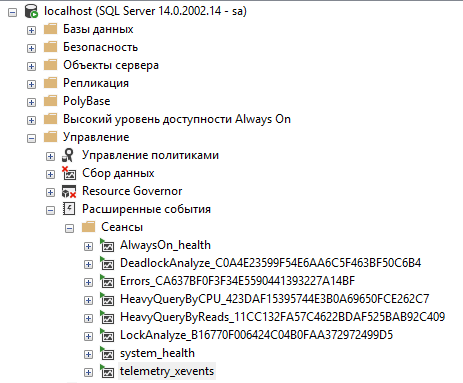 localhost (SQL Server 14.0.2002.14 - sa)
Базы данных
Безопасность
Объекты сервера
Репликация
PolyBase
Высокий уровень доступности Always On
Управление
Управление политиками
Сбор данных
Resource Governor
Расширенные события
Сеансы
AlwaysOn_health
DeadlockAnalyze_C0A4E23599F54E6AA6C5F463BF50C6B4
Errors_CA637BF0F3F34E5590441393227A14BF
HeavyQueryByCPU_423DAF15395744E3B0A69650FCE262C7
HeavyQueryByReads_11CC132FA57C4622BDAF525BAB92C409
LockAnalyze_B16770F006424C04B0FAA372972499D5
system_health
telemetry_xevents